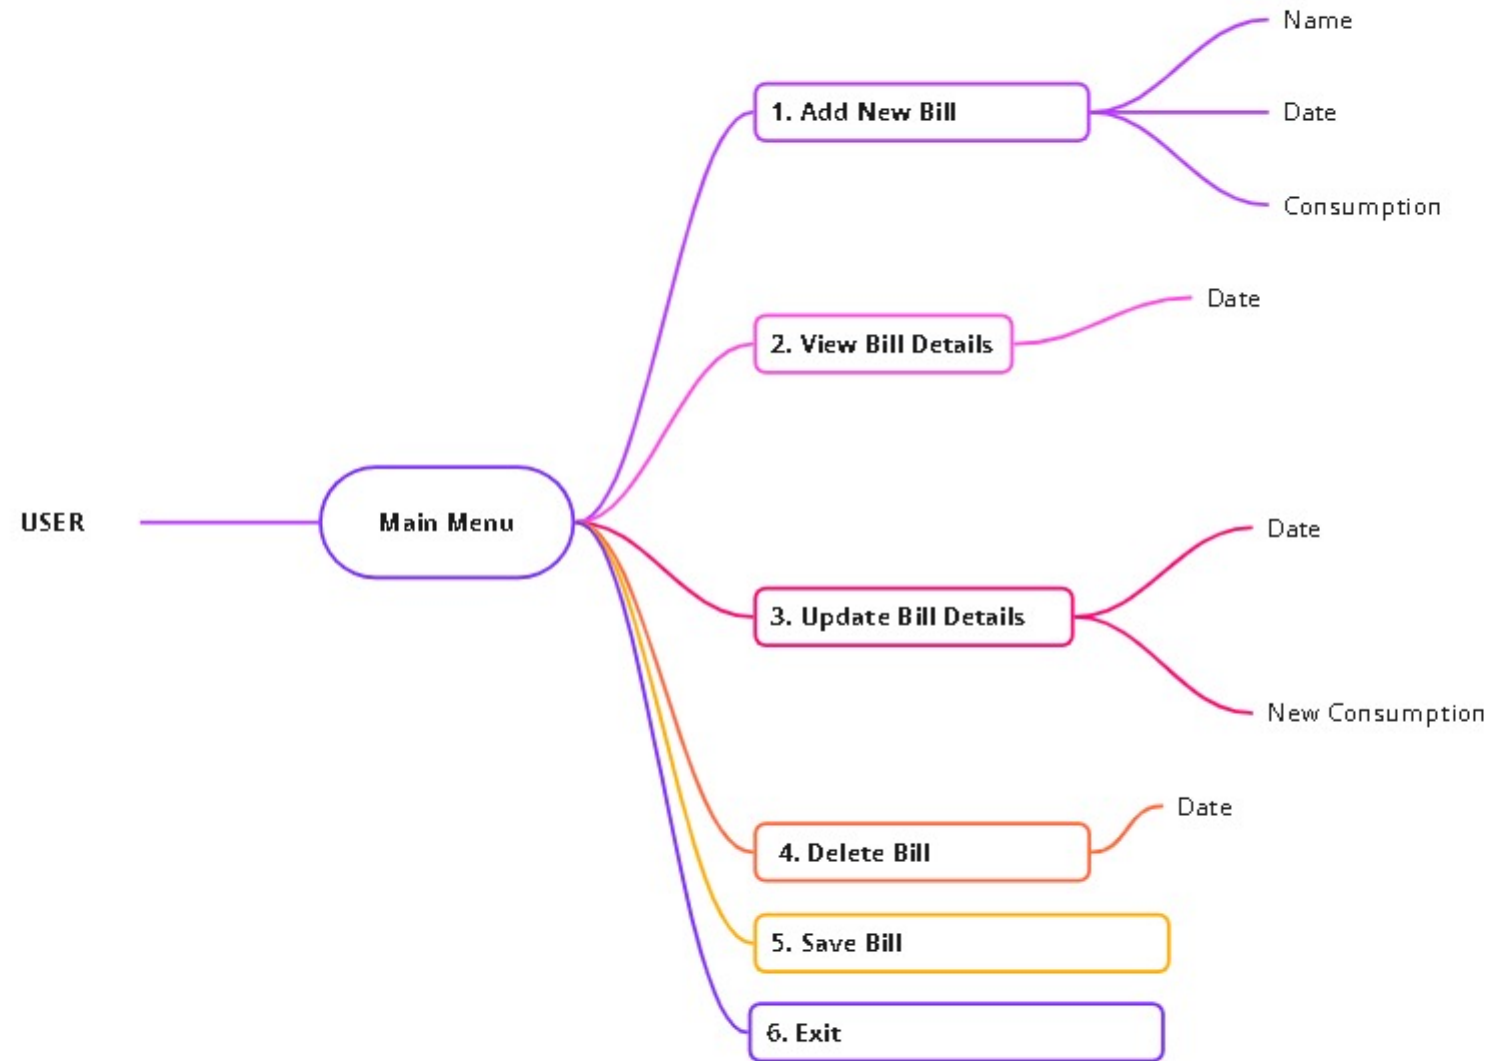 USER
Main Menu
1. Add New Bill
Name
Date
Consumption
2. View Bill Details
Date
3. Update Bill Details
Date
New Consumption
4. Delete Bill
Date
5. Save Bill
6. Exit